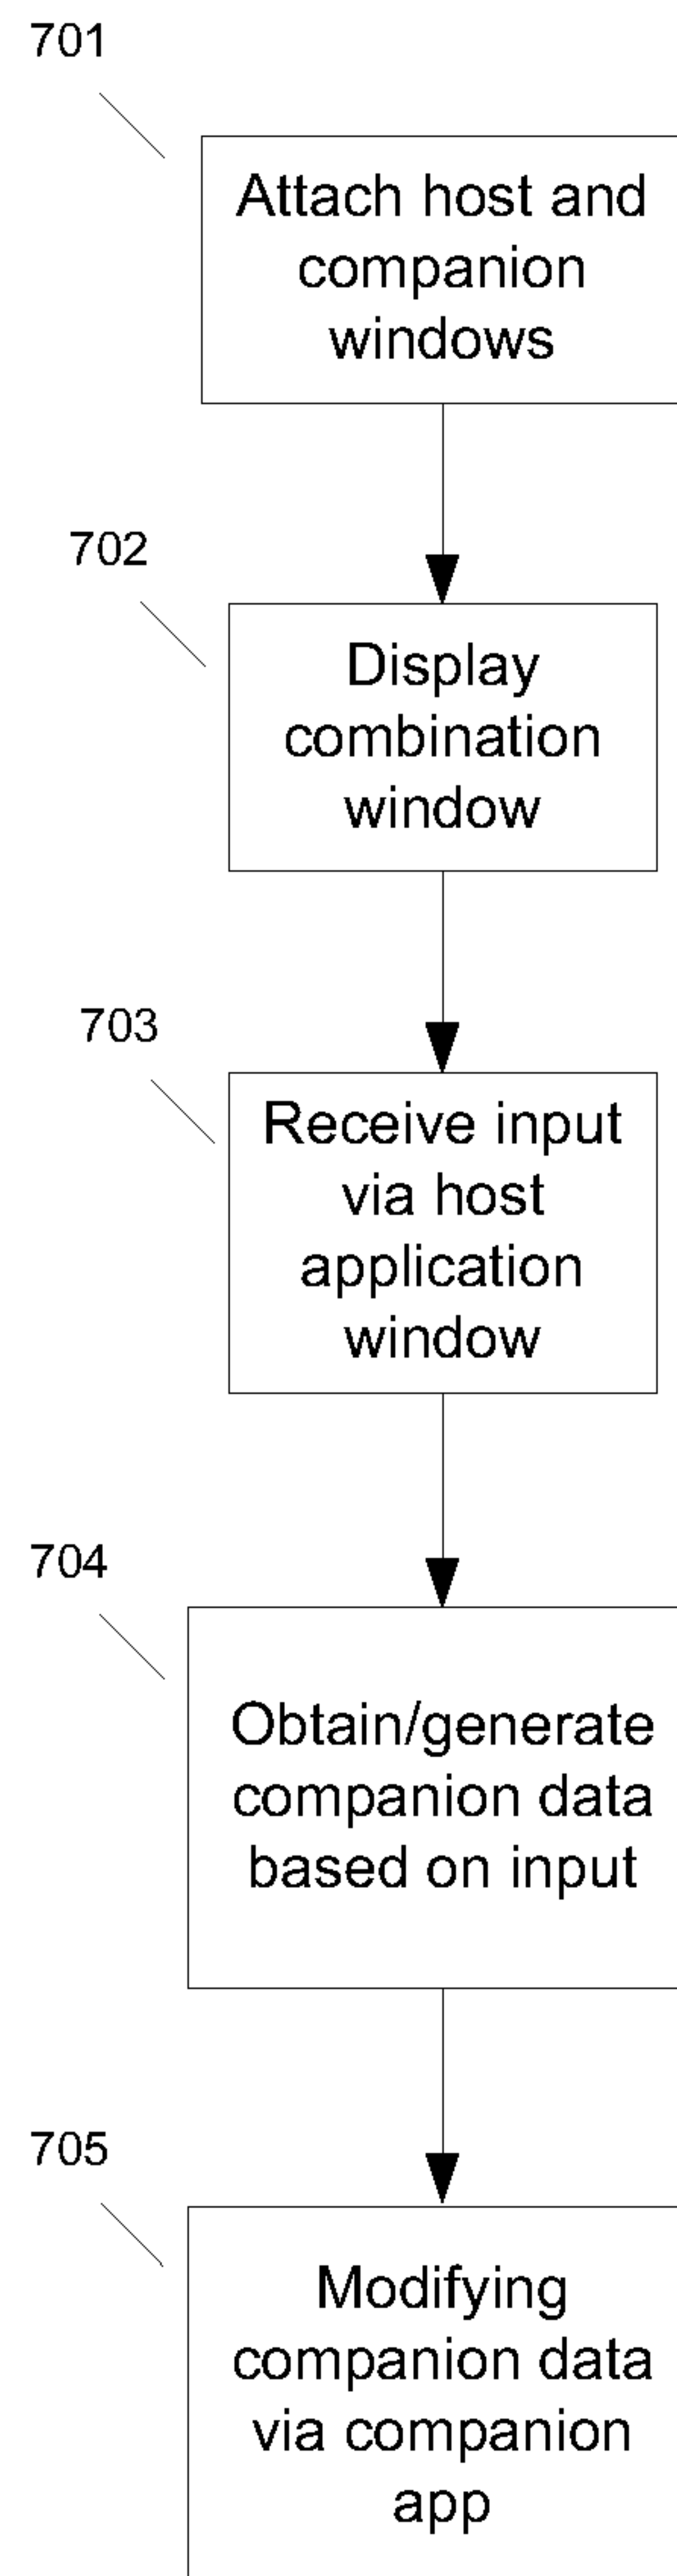 701
Attach host and
companion
windows
702
Display
combination
window
703
Receive input
via host
application
window
704
Obtain/generate
companion data
based on input
705
Modifying
companion data
via companion
app